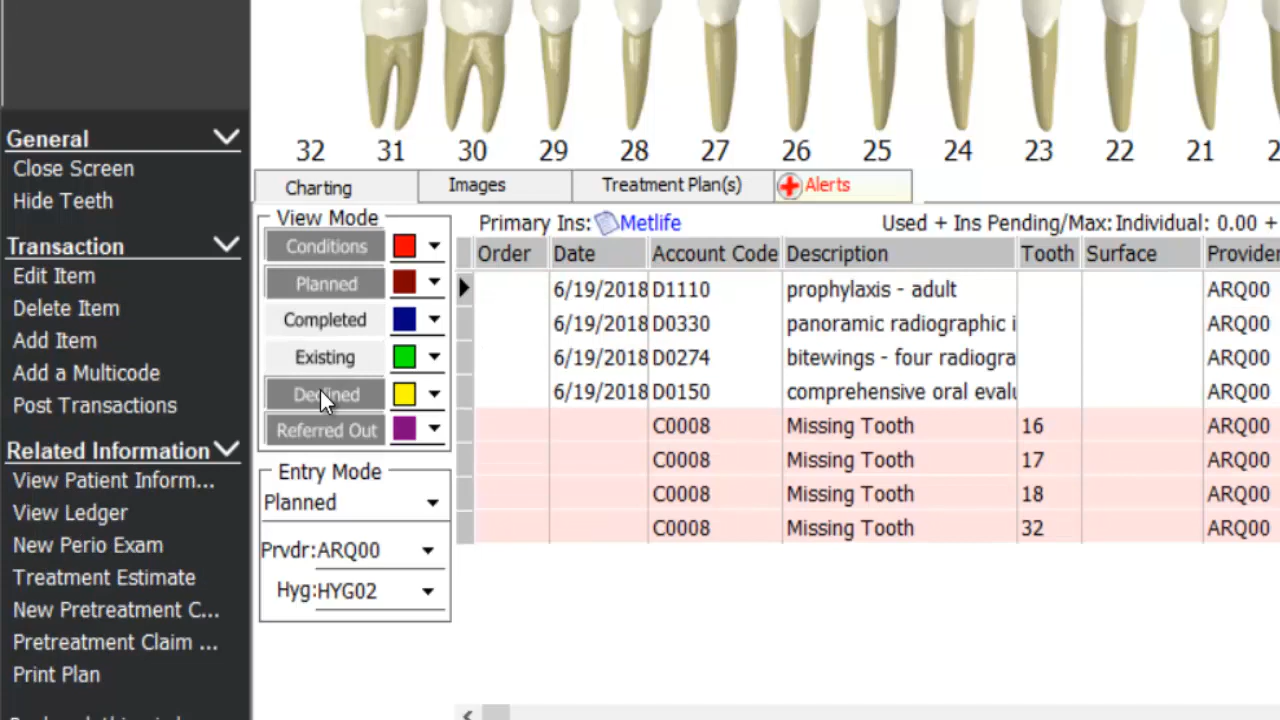 32 31 30 29 28 27 26 25 24 23 22 21
General
Close Screen
Hide Teeth
Transaction
Edit Item
Delete Item
Add Item
Add a Multicode
Post Transactions
Related Information
View Patient Inform...
View Ledger
New Perio Exam
Treatment Estimate
New Pretreatment C...
Pretreatment Claim ...
Print Plan
Charting Images Treatment Plan(s) Alerts
View Mode
Conditions
Planned
Completed
Existing
Declined
Referred Out
Entry Mode
Planned
Prvdr: ARQ00
Hyg: HYG02
Primary Ins: Metlife Used + Ins Pending/Max: Individual: 0.00 +
Order Date Account Code Description Tooth Surface Provider
6/19/2018 D1110 prophylaxis - adult ARQ00
6/19/2018 D0330 panoramic radiographic i ARQ00
6/19/2018 D0274 bitewings - four radiogra ARQ00
6/19/2018 D0150 comprehensive oral evalu ARQ00
C0008 Missing Tooth 16 ARQ00
C0008 Missing Tooth 17 ARQ00
C0008 Missing Tooth 18 ARQ00
C0008 Missing Tooth 32 ARQ00